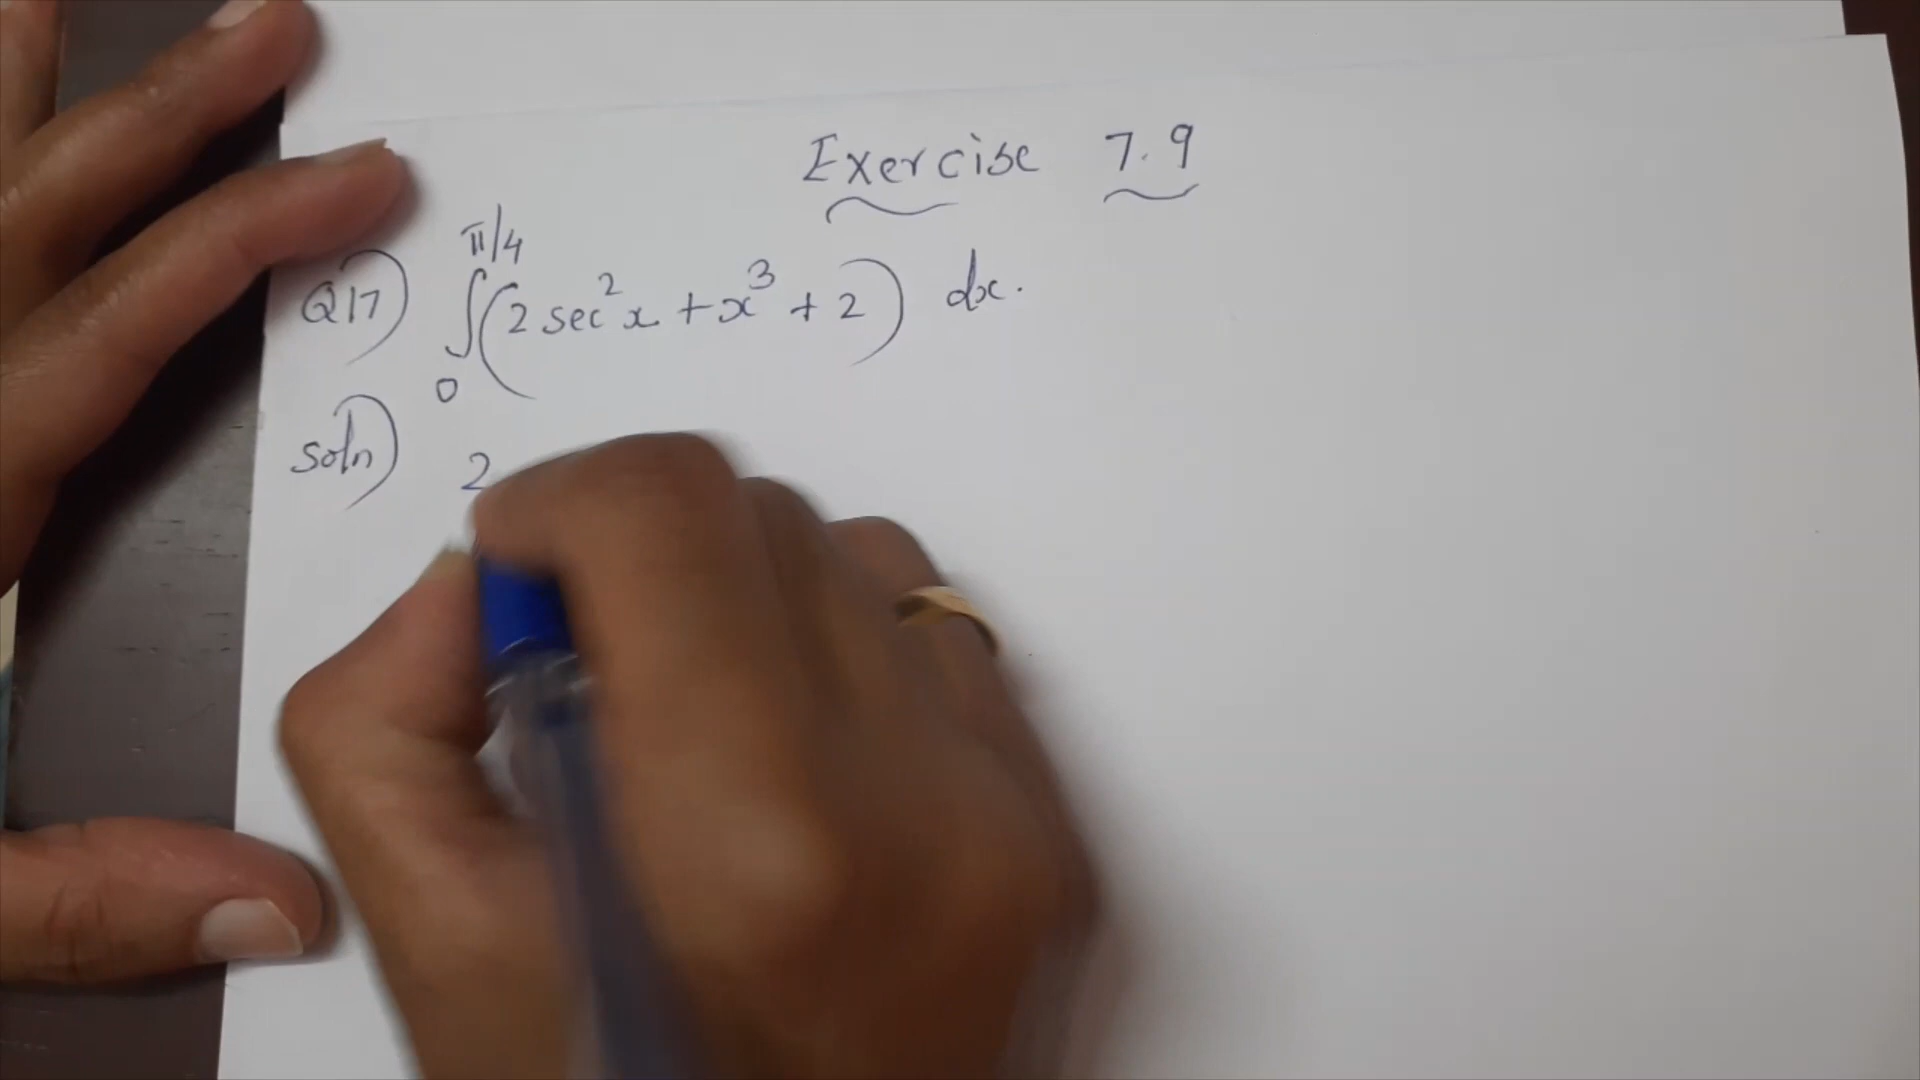 Exercise 7.9
Q17) ∫₀^π/4 (2 sec²x + x³ + 2) dx.
Soln) 2